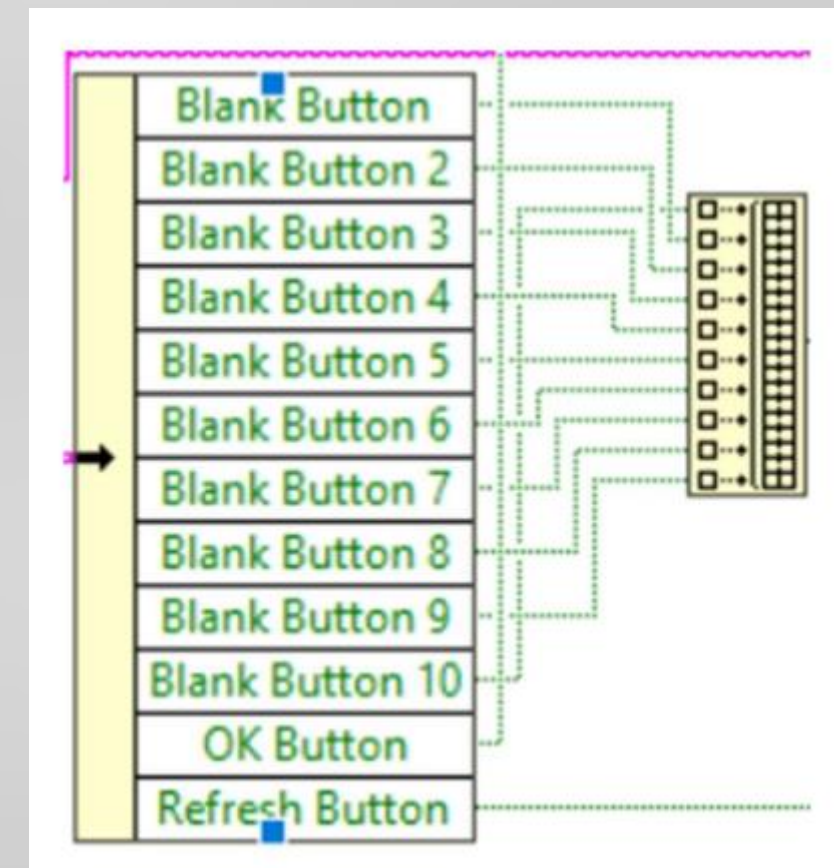 Blank Button
Blank Button 2
Blank Button 3
Blank Button 4
Blank Button 5
Blank Button 6
Blank Button 7
Blank Button 8
Blank Button 9
Blank Button 10
OK Button
Refresh Button